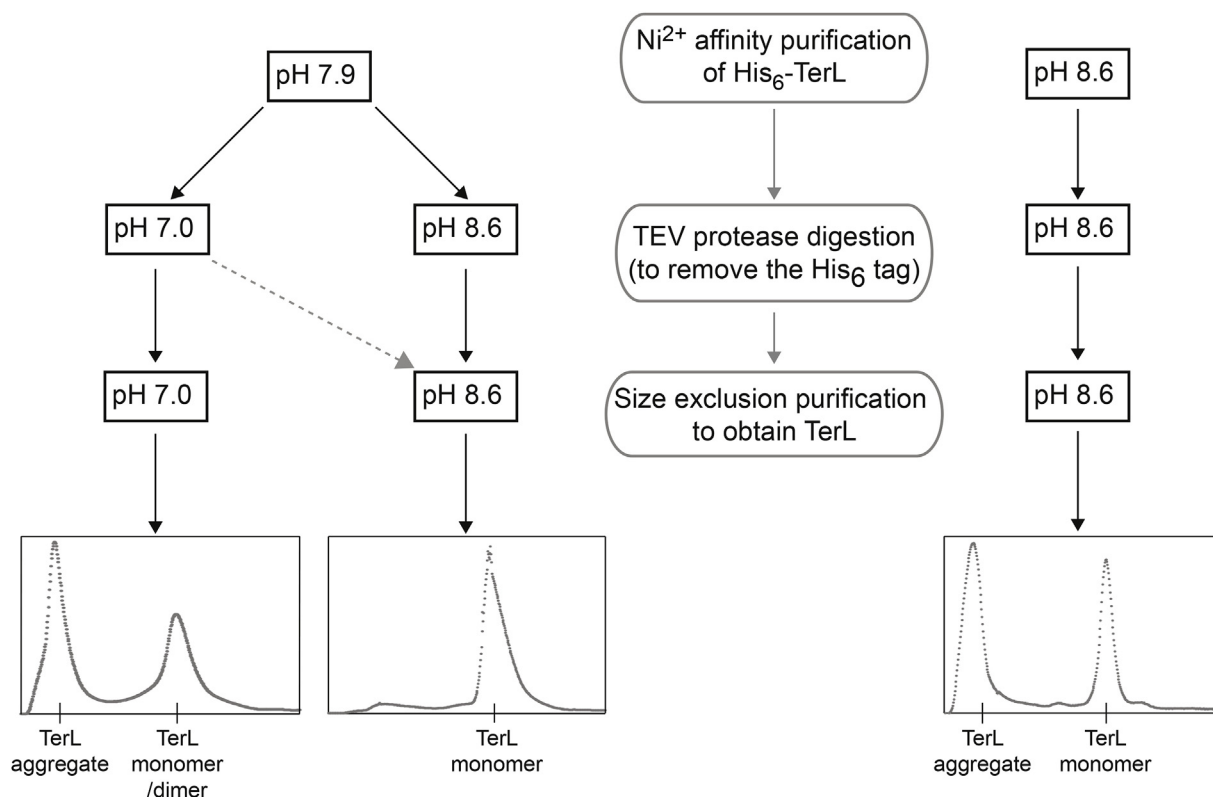 Ni2+ affinity purification
of His6-TerL
pH 7.9
pH 8.6
pH 7.0
pH 8.6
TEV protease digestion
(to remove the His6 tag)
pH 8.6
pH 7.0
pH 8.6
Size exclusion purification
to obtain TerL
pH 8.6
TerL
aggregate
TerL
monomer
/dimer
TerL
monomer
TerL
aggregate
TerL
monomer